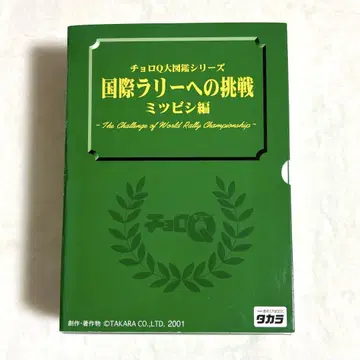 チョロQ大図鑑シリーズ
国際ラリーへの挑戦
ミツビシ編
- The Challenge of World Rally Championship -
チョロQ
創作・著作物 ©TAKARA CO.,LTD. 2001
タカラ